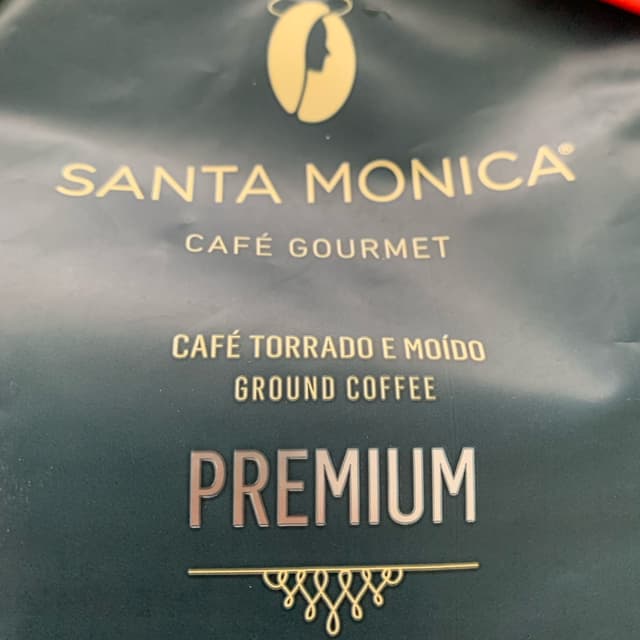 SANTA MONICA®
CAFÉ GOURMET
CAFÉ TORRADO E MOÍDO
GROUND COFFEE
PREMIUM